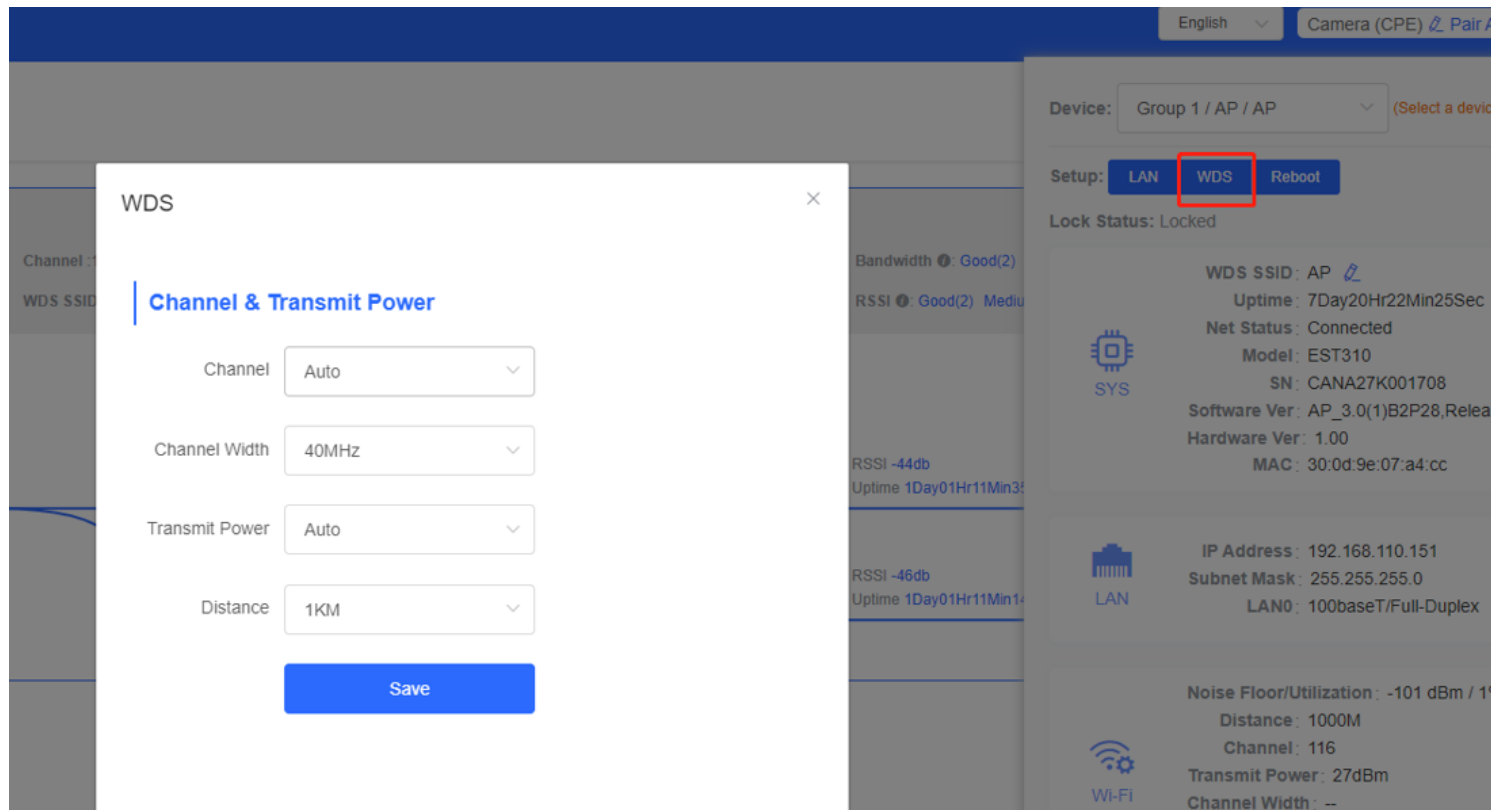 English
Camera (CPE) Pair A
Device: Group 1 / AP / AP (Select a devic
Setup: LAN WDS Reboot
Lock Status: Locked
WDS
Channel & Transmit Power
Channel Auto
Channel Width 40MHz
Transmit Power Auto
Distance 1KM
Save
Channel :
WDS SSID
Bandwidth : Good(2)
RSSI : Good(2) Mediu
RSSI -44db
Uptime 1Day01Hr11Min35
RSSI -46db
Uptime 1Day01Hr11Min14
SYS
WDS SSID: AP
Uptime: 7Day20Hr22Min25Sec
Net Status: Connected
Model: EST310
SN: CANA27K001708
Software Ver: AP_3.0(1)B2P28,Relea
Hardware Ver: 1.00
MAC: 30:0d:9e:07:a4:cc
LAN
IP Address: 192.168.110.151
Subnet Mask: 255.255.255.0
LAN0: 100baseT/Full-Duplex
Wi-Fi
Noise Floor/Utilization: -101 dBm / 1
Distance: 1000M
Channel: 116
Transmit Power: 27dBm
Channel Width: --